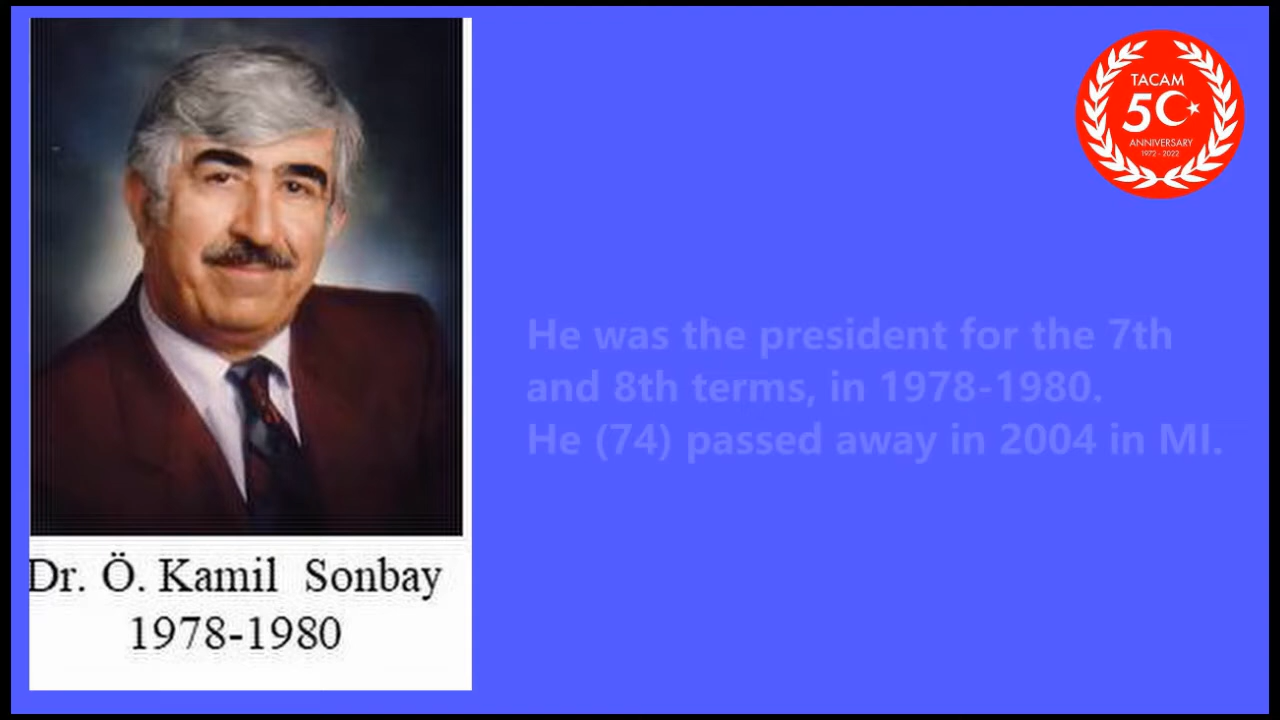 Dr. Ö. Kamil Sonbay
1978-1980
TACAM
50
ANNIVERSARY
1972 - 2022
He was the president for the 7th
and 8th terms, in 1978-1980.
He (74) passed away in 2004 in MI.